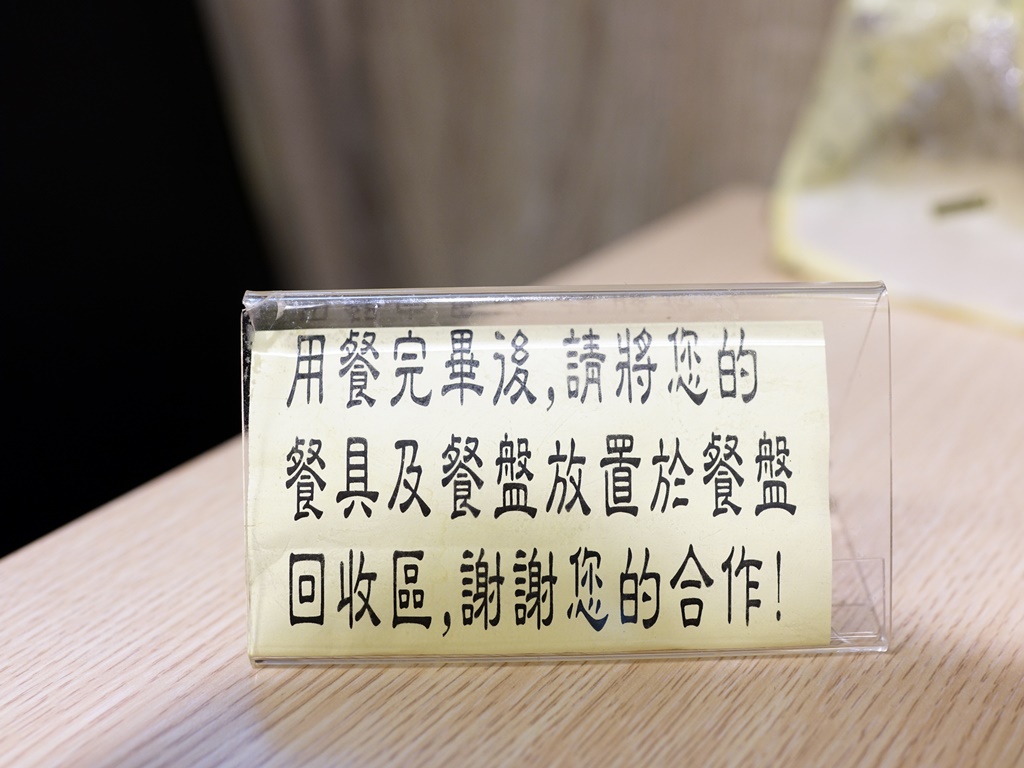 用餐完畢後,請將您的
餐具及餐盤放置於餐盤
回收區,謝謝您的合作!